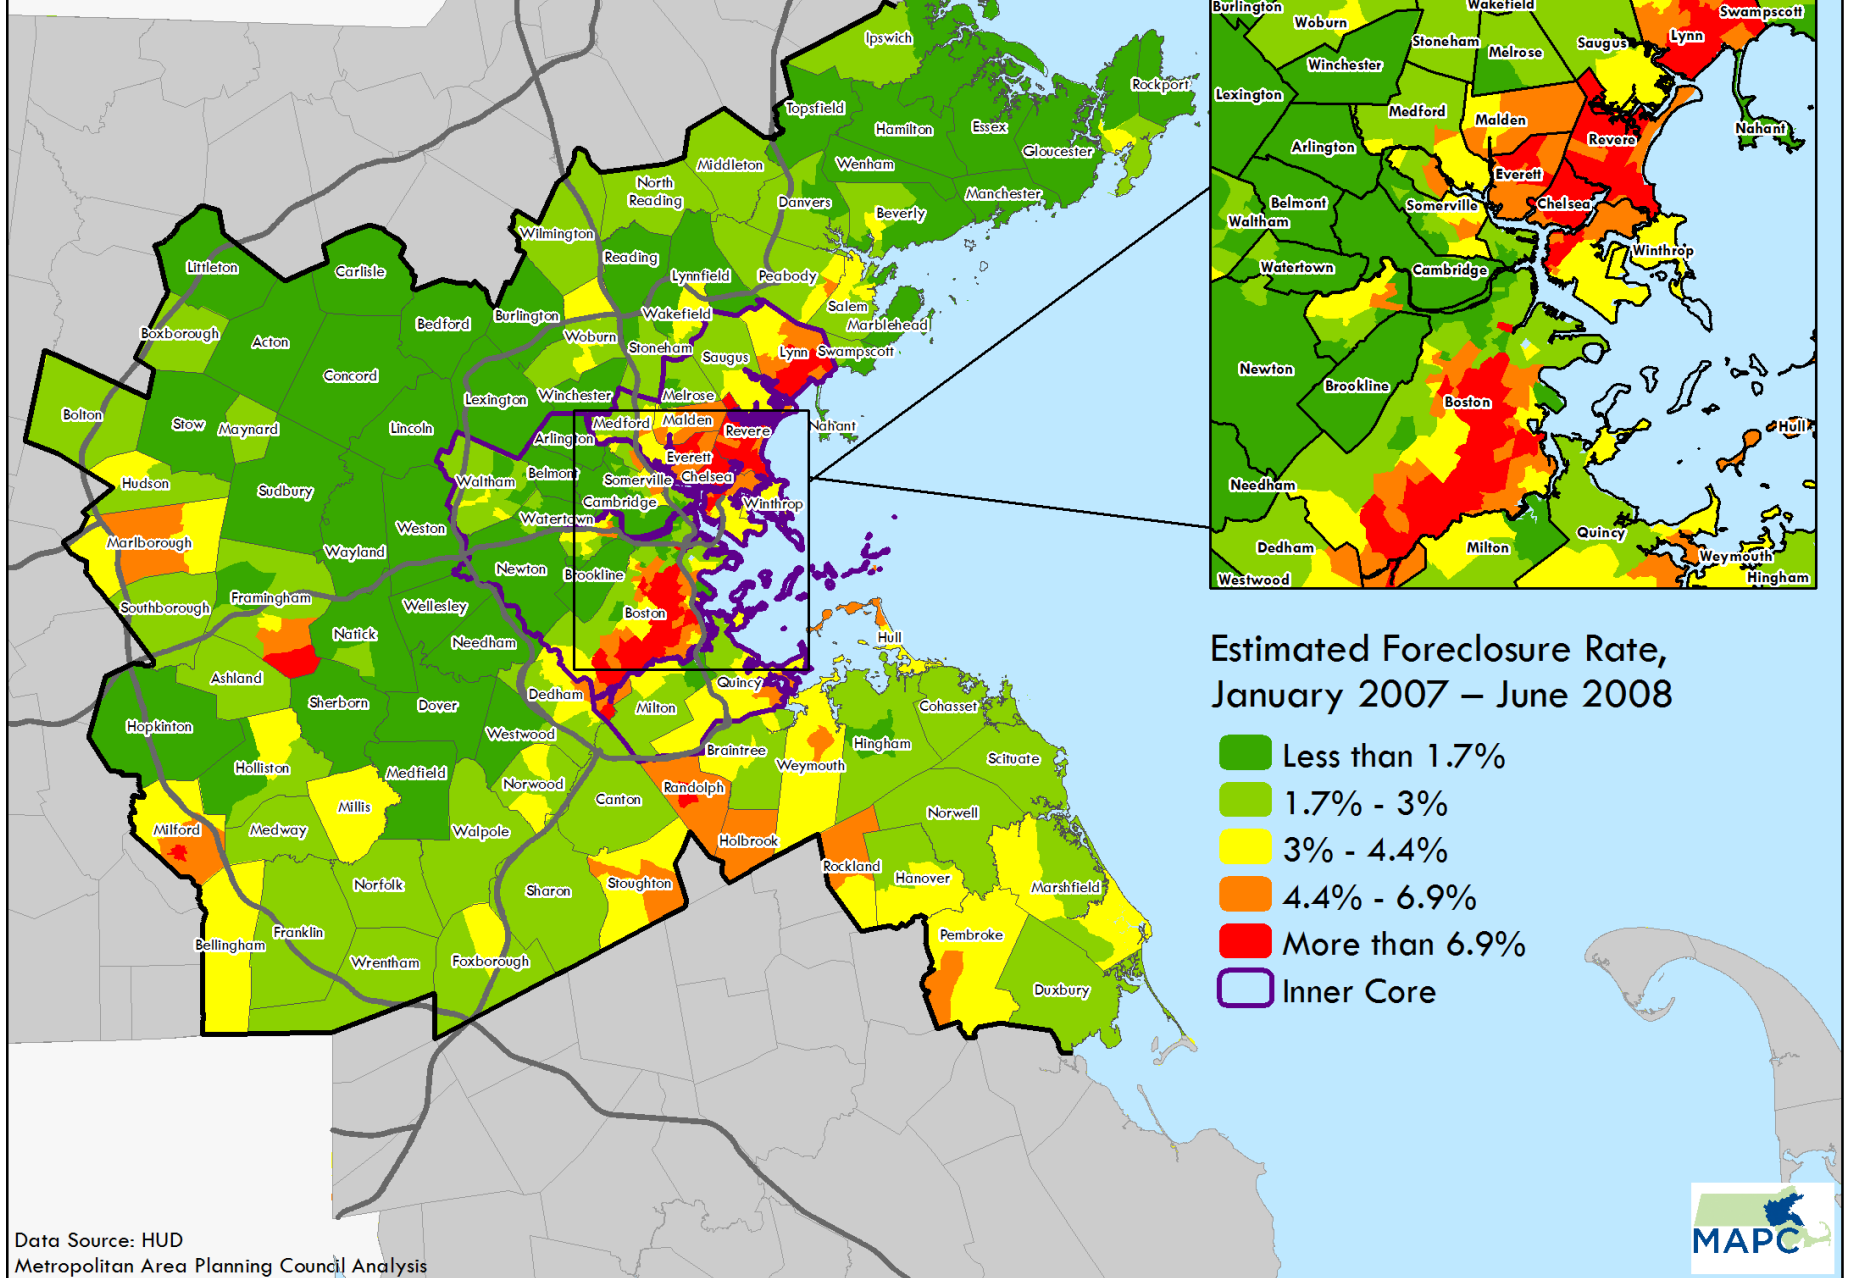 Ipswich
Rockport
Topsfield
Hamilton
Essex
Gloucester
Wenham
Middleton
Manchester
North
Reading
Danvers
Beverly
Wilmington
Reading
Lynnfield
Peabody
Littleton
Carlisle
Salem
Marblehead
Burlington
Wakefield
Bedford
Boxborough
Acton
Woburn
Stoneham
Saugus
Lynn
Swampscott
Concord
Lexington
Winchester
Melrose
Bolton
Stow
Maynard
Lincoln
Arlington
Medford
Malden
Revere
Nahant
Everett
Hudson
Sudbury
Waltham
Belmont
Somerville
Chelsea
Cambridge
Winthrop
Watertown
Weston
Marlborough
Wayland
Newton
Brookline
Southborough
Framingham
Wellesley
Boston
Natick
Needham
Hull
Ashland
Quincy
Sherborn
Dover
Dedham
Milton
Cohasset
Hopkinton
Westwood
Braintree
Hingham
Scituate
Holliston
Medfield
Norwood
Weymouth
Millis
Canton
Randolph
Norwell
Milford
Medway
Walpole
Holbrook
Rockland
Hanover
Norfolk
Sharon
Stoughton
Marshfield
Franklin
Bellingham
Wrentham
Foxborough
Pembroke
Duxbury
Burlington
Wakefield
Swampscott
Woburn
Stoneham
Melrose
Saugus
Lynn
Winchester
Lexington
Medford
Malden
Revere
Nahant
Arlington
Everett
Belmont
Somerville
Chelsea
Waltham
Winthrop
Watertown
Cambridge
Newton
Brookline
Boston
Hull
Needham
Quincy
Dedham
Milton
Weymouth
Westwood
Hingham
Estimated Foreclosure Rate,
January 2007 – June 2008
Less than 1.7%
1.7% - 3%
3% - 4.4%
4.4% - 6.9%
More than 6.9%
Inner Core
Data Source: HUD
Metropolitan Area Planning Council Analysis
MAPC